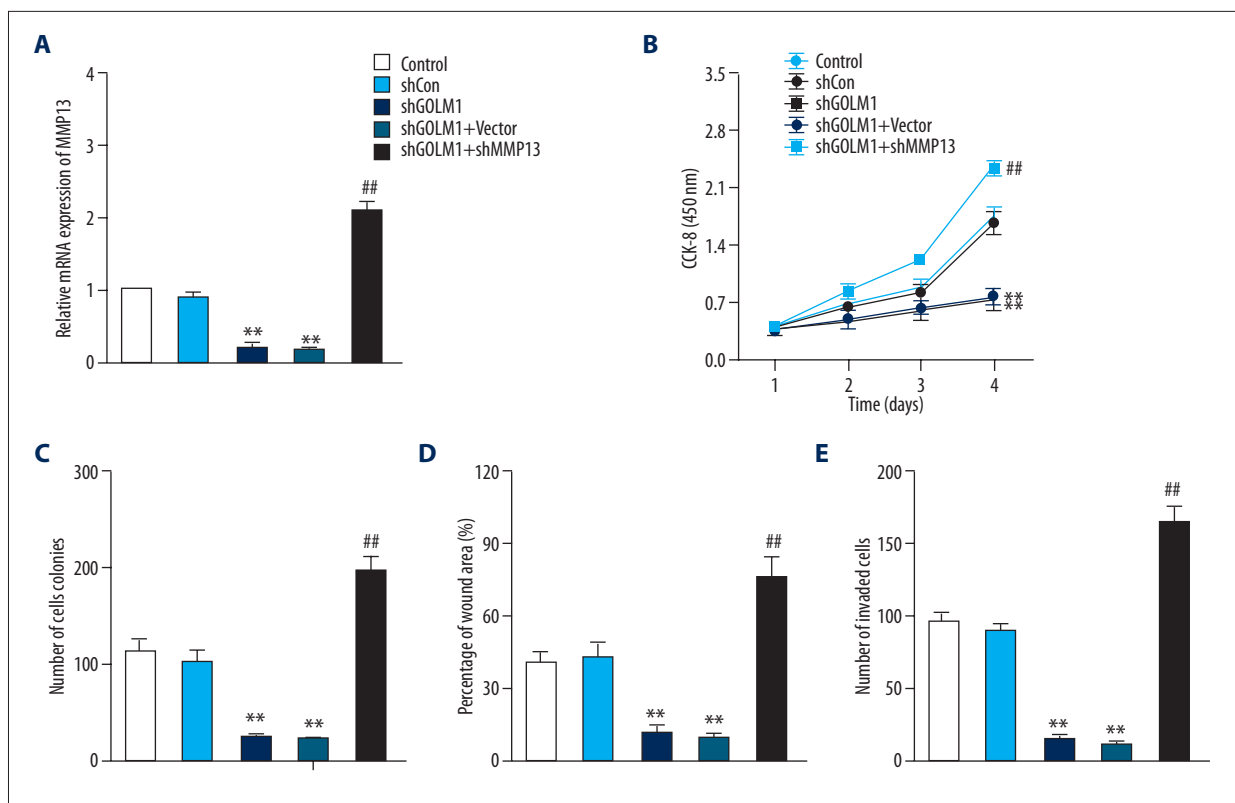 A
Relative mRNA expression of MMP13
4
3
2
1
0
**
**
##
Control
shCon
shGOLM1
shGOLM1+Vector
shGOLM1+shMMP13
B
CCK-8 (450 nm)
3.5
2.8
2.1
1.4
0.7
0.0
Control
shCon
shGOLM1
shGOLM1+Vector
shGOLM1+shMMP13
##
**
**
1 2 3 4
Time (days)
C
Number of cells colonies
300
200
100
0
**
**
##
D
Percentage of wound area (%)
120
90
60
30
0
**
**
##
E
Number of invaded cells
200
150
100
50
0
**
**
##